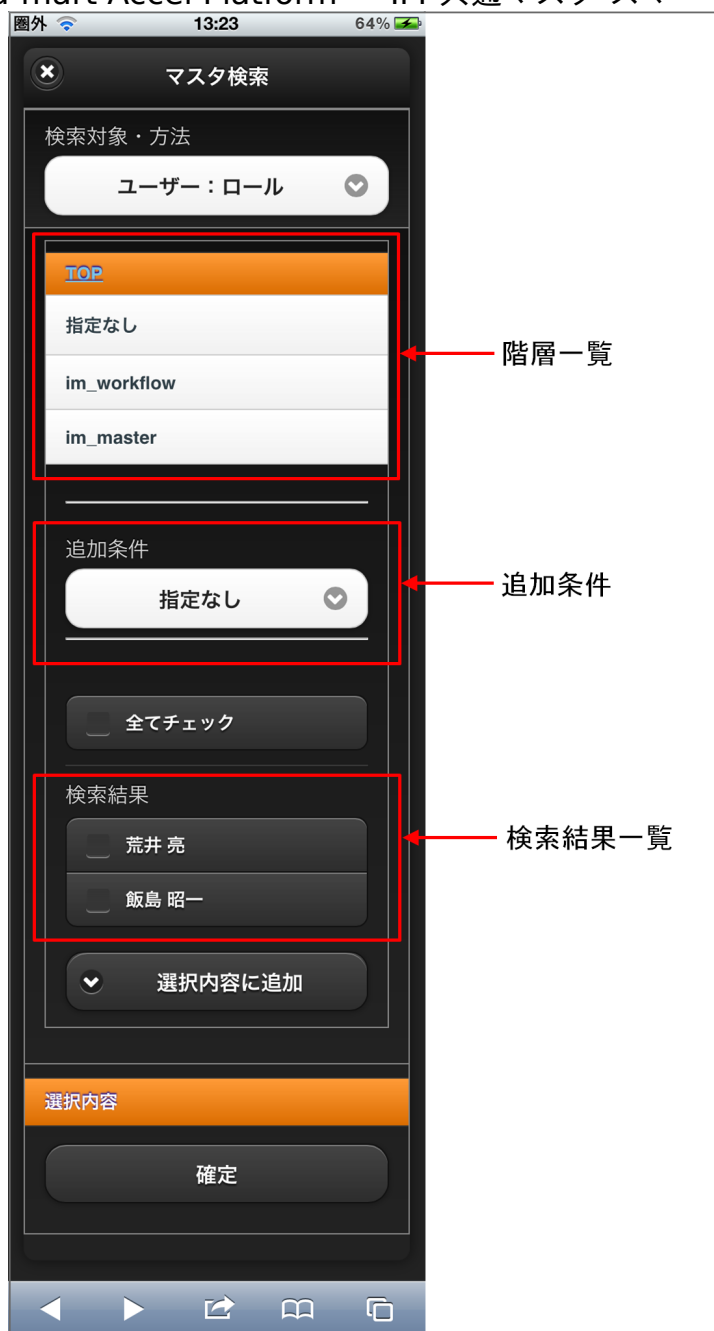 圏外 13:23 64%
マスタ検索
検索対象・方法
ユーザー：ロール
TOP
指定なし
im_workflow
im_master
階層一覧
追加条件
指定なし
追加条件
全てチェック
検索結果
荒井 亮
飯島 昭一
検索結果一覧
選択内容に追加
選択内容
確定